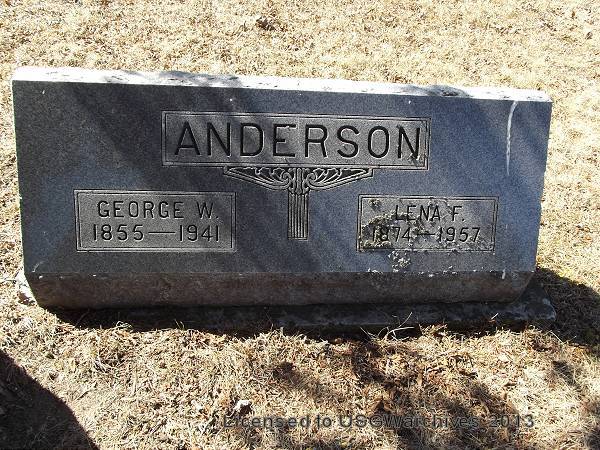 ANDERSON
GEORGE W.
1855—1941
LENA F.
1874—1957
Licensed to USGWarchives 2013